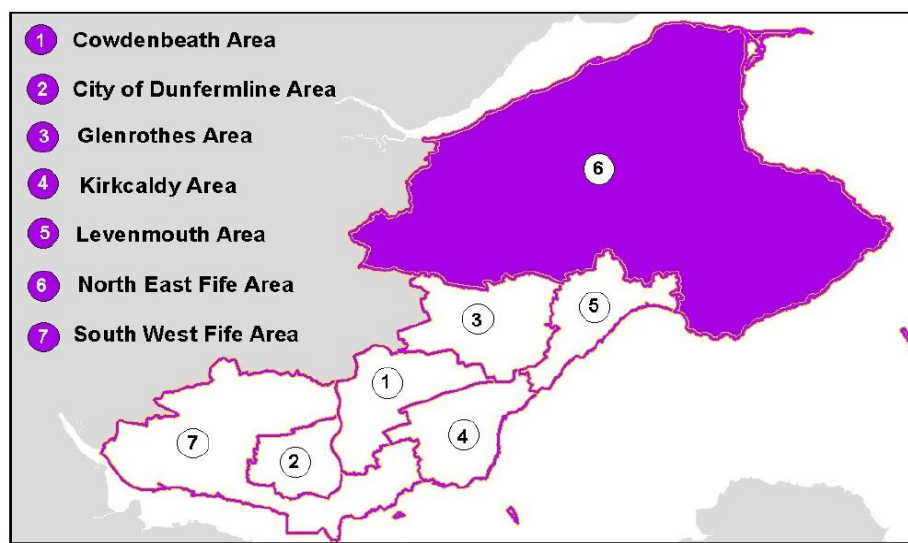 1 Cowdenbeath Area
2 City of Dunfermline Area
3 Glenrothes Area
4 Kirkcaldy Area
5 Levenmouth Area
6 North East Fife Area
7 South West Fife Area
6
5
3
1
4
7
2